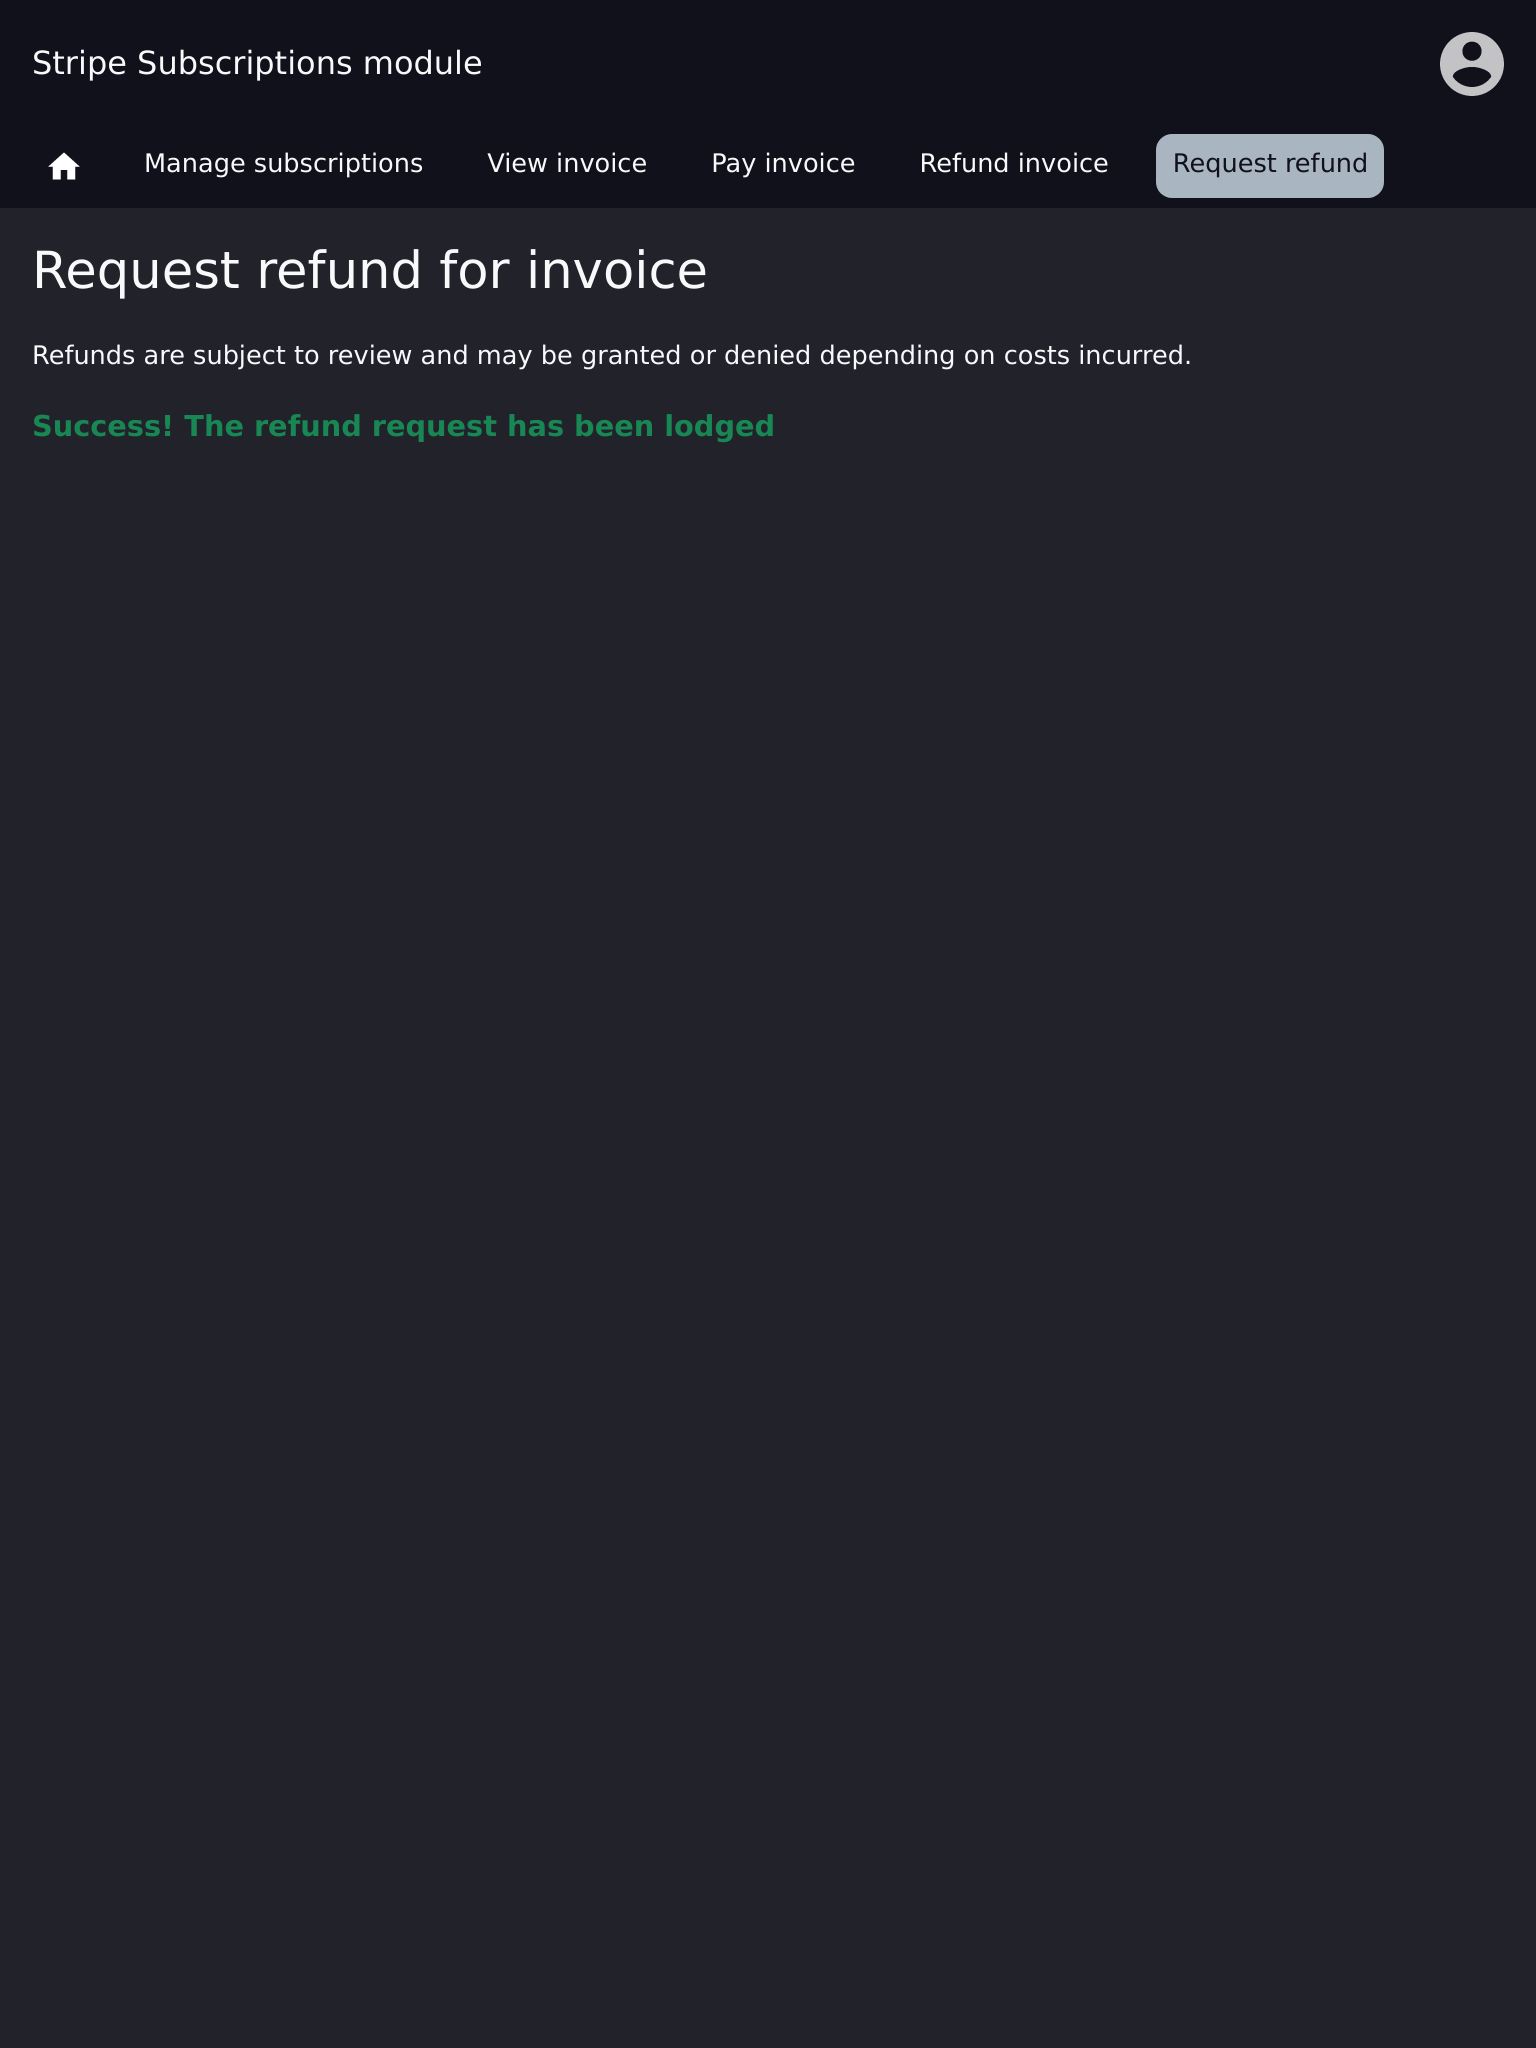 Stripe Subscriptions module
Manage subscriptions View invoice Pay invoice Refund invoice Request refund
Request refund for invoice
Refunds are subject to review and may be granted or denied depending on costs incurred.
Success! The refund request has been lodged